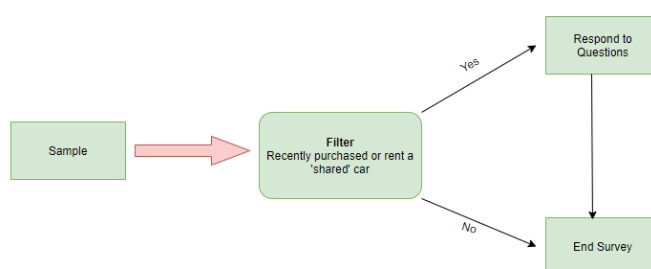 Sample
Filter
Recently purchased or rent a
'shared' car
Yes
No
Respond to
Questions
End Survey